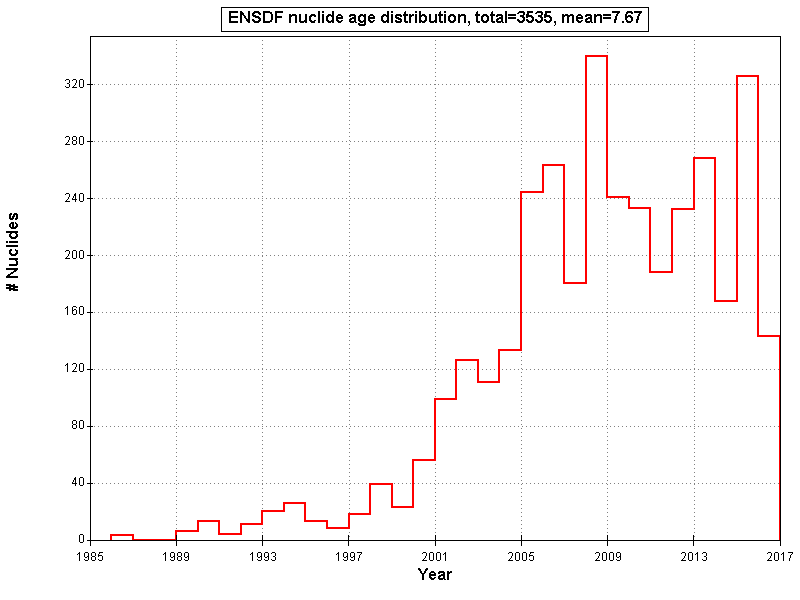 ENSDF nuclide age distribution, total=3535, mean=7.67
# Nuclides
320
280
240
200
160
120
80
40
0
1985 1989 1993 1997 2001 2005 2009 2013 2017
Year